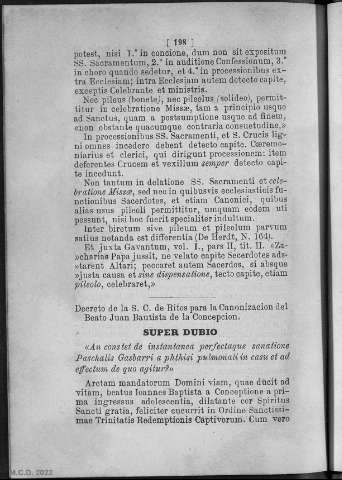 [ 198 ]
potest, nisi 1.° in concione, dum non sit expositum
SS. Sacramentum, 2.° in auditione Confessionum, 3.°
in choro quando sedetur, et 4.° in processionibus ex-
tra Ecclesiam; intra Ecclesiam autem detecto capite,
exceptis Celebrante et ministris.
Nec pileus (bonete), nec pileolus (solideo), permit-
titur in celebratione Missæ, tam a principio usque
ad Sanctus, quam a postsumptione usque ad finem,
«non obstante quacumque contraria consuetudine.»
In processionibus SS. Sacramenti, et S. Crucis lig-
ni omnes incedere debent detecto capite. Cæremo-
niarius et clerici, qui dirigunt processionem: item
deferentes Crucem et vexillum semper detecto capi-
te incedunt.
Non tantum in delatione SS. Sacramenti et cele-
bratione Missæ, sed nec in quibusvis ecclesiasticis fu-
nctionibus Sacerdotes, et etiam Canonici, quibus
alias usus pileoli permittitur, unquam eodem uti
possunt, nisi hoc fuerit specialiter indultum.
Inter biretum sive pileum et pileolum parvum
satius notanda est differentia (De Herdt, N. 164).
Et juxta Gavantum, vol. I., pars II, tit. II. «Za-
»charias Papa jussit, ne velato capite Secerdotes ads-
»tarent Altari; peccaret autem Sacerdos, si absque
»justa causa et sine dispensatione, tecto capite, etiam
pileolo, celebraret,»
Decreto de la S. C. de Ritos para la Canonizacion del
Beato Juan Bautista de la Concepcion.
SUPER DUBIO
«An constet de instantanea perfectaque sanatione
Paschalis Gasbarri a phthisi pulmonali in casu et ad
effectum de quo agitur?»
Arctam mandatorum Domini viam, quae ducit ad
vitam, beatus Ioannes Baptista a Conceptione a pri-
ma ingressus adolescentia, dilatante cor Spiritus
Sancti gratia, feliciter cucurrit in Ordine Sanctissi-
mae Trinitatis Redemptionis Captivorum. Cum vero
M.C.D. 2022